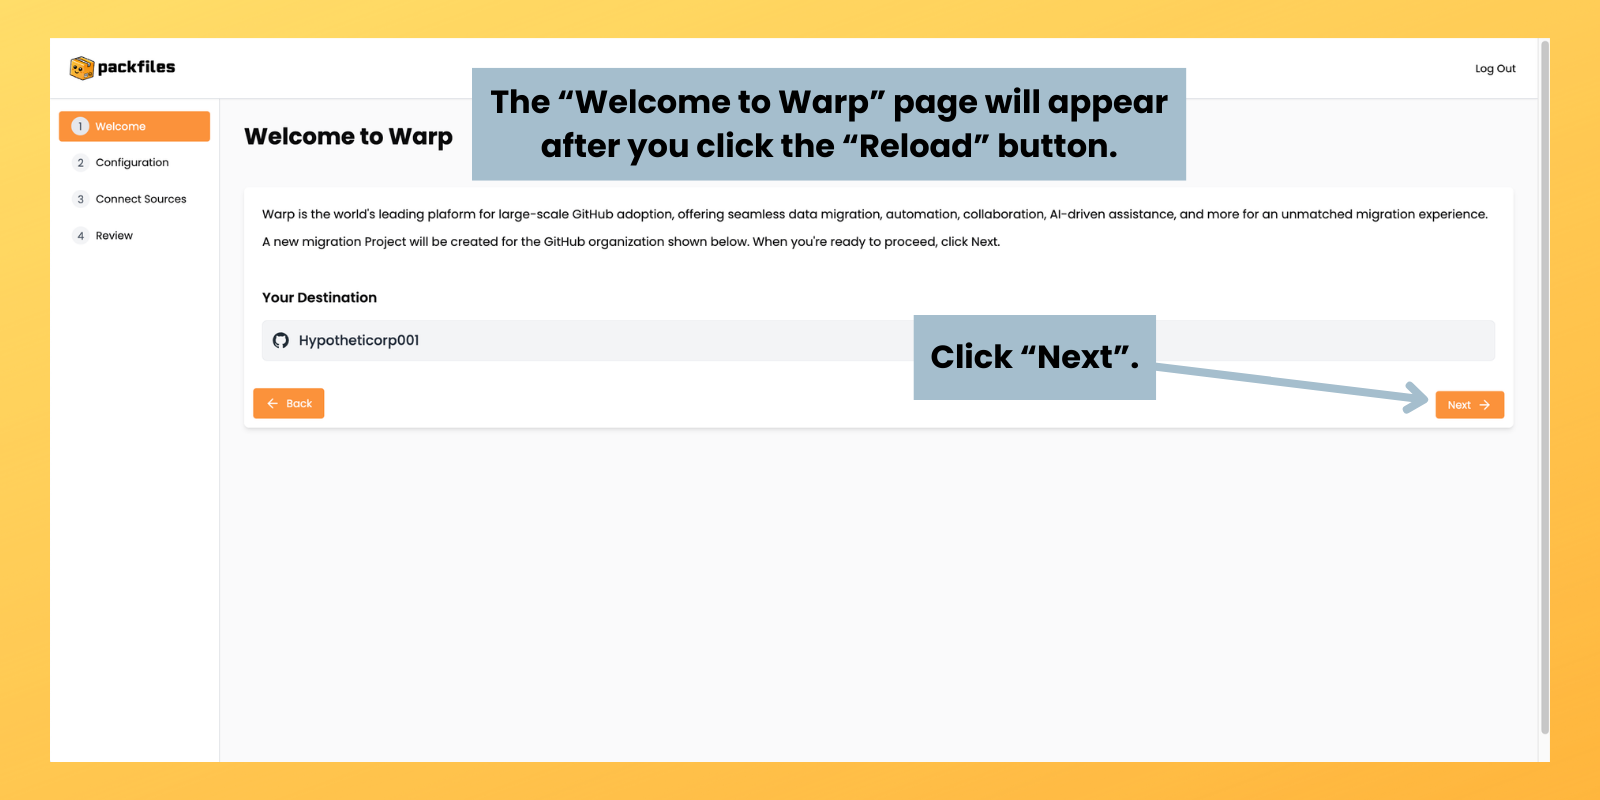 packfiles
Log Out
The “Welcome to Warp” page will appear
after you click the “Reload” button.
1 Welcome
2 Configuration
3 Connect Sources
4 Review
Welcome to Warp
Warp is the world's leading plaform for large-scale GitHub adoption, offering seamless data migration, automation, collaboration, AI-driven assistance, and more for an unmatched migration experience.
A new migration Project will be created for the GitHub organization shown below. When you're ready to proceed, click Next.
Your Destination
Hypotheticorp001
Click “Next”.
Back
Next